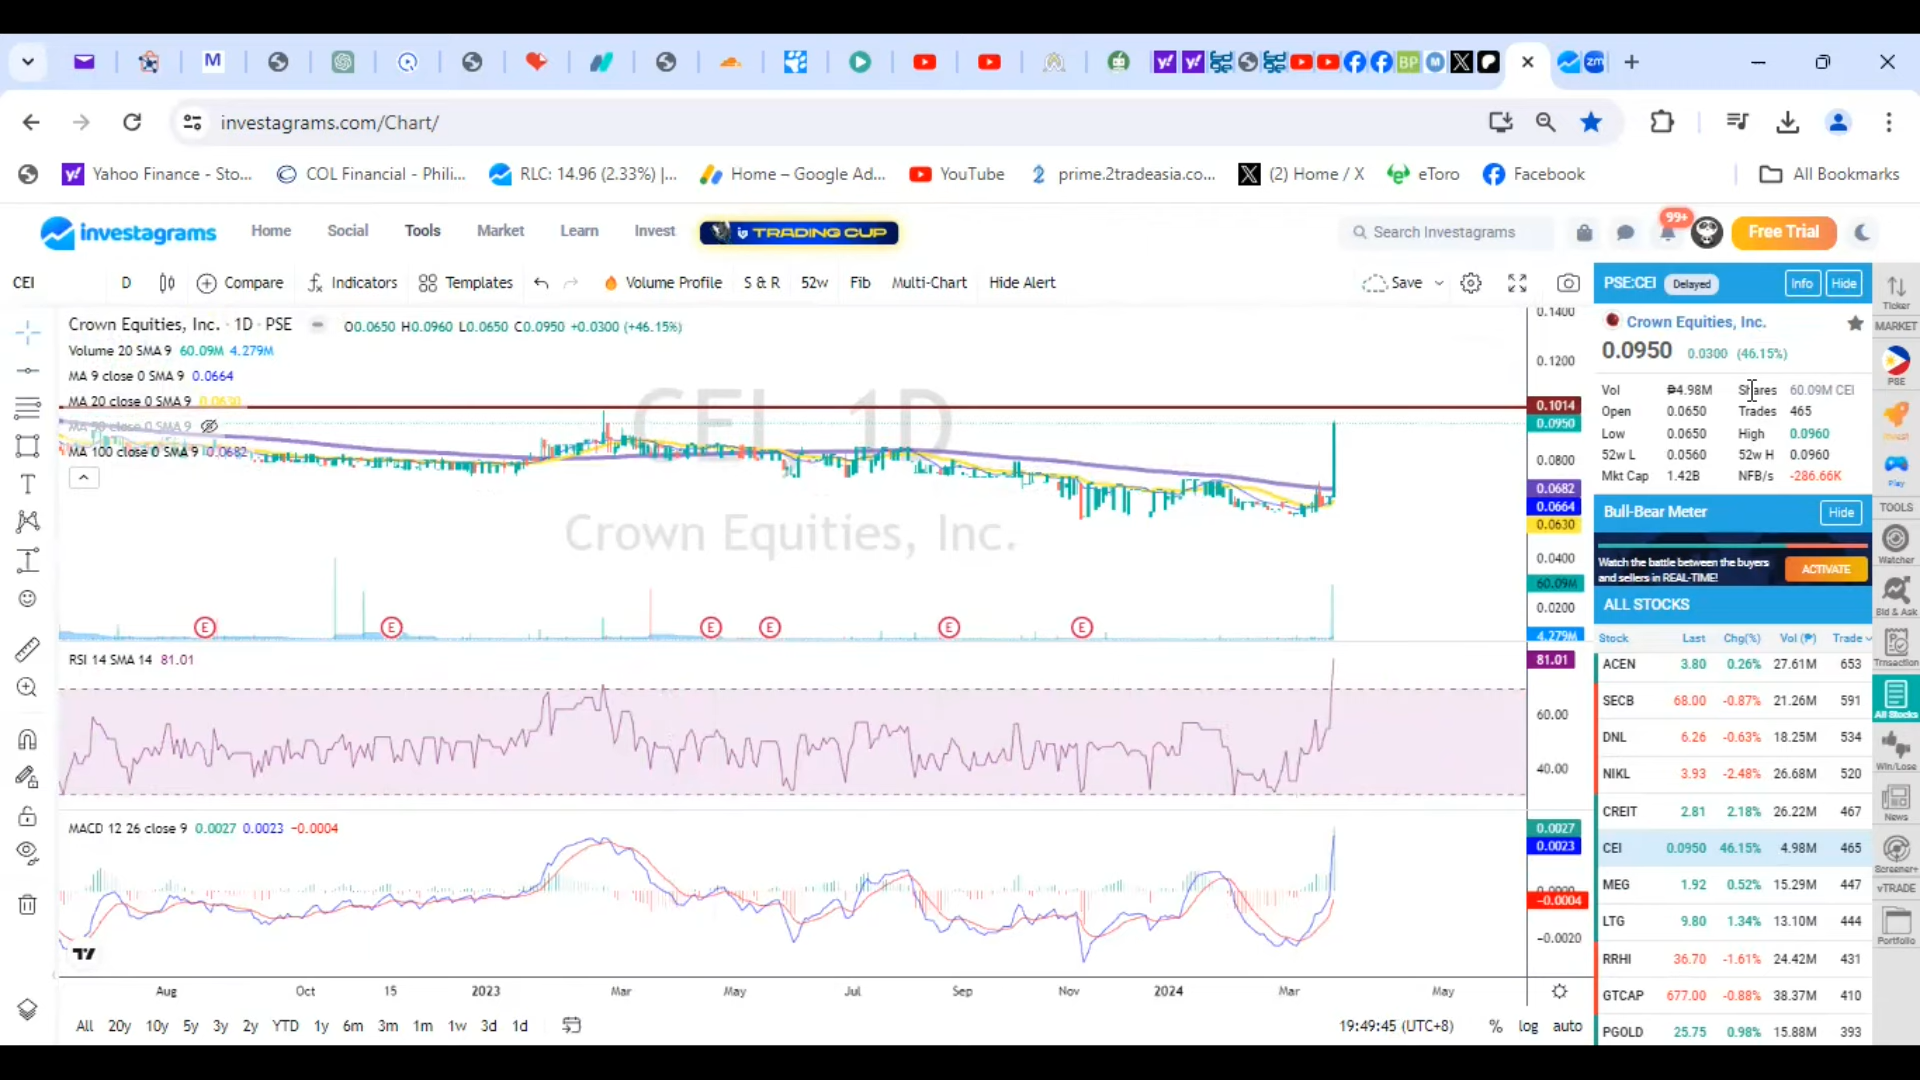 M
BP
zm
investagrams.com/Chart/
Yahoo Finance - Sto...
COL Financial - Phili...
RLC: 14.96 (2.33%) |...
Home – Google Ad...
YouTube
prime.2tradeasia.co...
(2) Home / X
eToro
Facebook
All Bookmarks
investagrams
Home
Social
Tools
Market
Learn
Invest
TRADING CUP
Search Investagrams
99+
Free Trial
CEI
D
Compare
Indicators
Templates
Volume Profile
S & R
52w
Fib
Multi-Chart
Hide Alert
Save
Crown Equities, Inc. · 1D · PSE
O0.0650 H0.0960 L0.0650 C0.0950 +0.0300 (+46.15%)
Volume 20 SMA 9 60.09M 4.279M
MA 9 close 0 SMA 9 0.0664
MA 20 close 0 SMA 9 0.0630
MA 50 close 0 SMA 9
MA 100 close 0 SMA 9 0.0682
CEI, 1D
Crown Equities, Inc.
0.1400
0.1200
0.1014
0.0950
0.0800
0.0682
0.0664
0.0630
0.0400
60.09M
0.0200
4.279M
E
E
E
E
E
E
RSI 14 SMA 14 81.01
81.01
60.00
40.00
MACD 12 26 close 9 0.0027 0.0023 −0.0004
0.0027
0.0023
0.0000
−0.0004
−0.0020
Aug
Oct
15
2023
Mar
May
Jul
Sep
Nov
2024
Mar
May
All 20y 10y 5y 3y 2y YTD 1y 6m 3m 1m 1w 3d 1d
19:49:45 (UTC+8)
% log auto
PSE:CEI
Delayed
Info
Hide
Crown Equities, Inc.
0.0950 0.0300 (46.15%)
Vol ₱4.98M Shares 60.09M CEI
Open 0.0650 Trades 465
Low 0.0650 High 0.0960
52w L 0.0560 52w H 0.0960
Mkt Cap 1.42B NFB/s -286.66K
Bull-Bear Meter
Hide
Watch the battle between the buyers
and sellers in REAL-TIME!
ACTIVATE
ALL STOCKS
Stock Last Chg(%) Vol (₱) Trade
ACEN 3.80 0.26% 27.61M 653
SECB 68.00 -0.87% 21.26M 591
DNL 6.26 -0.63% 18.25M 534
NIKL 3.93 -2.48% 26.68M 520
CREIT 2.81 2.18% 26.22M 467
CEI 0.0950 46.15% 4.98M 465
MEG 1.92 0.52% 15.29M 447
LTG 9.80 1.34% 13.10M 444
RRHI 36.70 -1.61% 24.42M 431
GTCAP 677.00 -0.88% 38.37M 410
PGOLD 25.75 0.98% 15.88M 393
Ticker
MARKET
PSE
Invest
Play
TOOLS
Watcher
Bid & Ask
Trnsaction
All Stocks
Win/Lose
News
Screener+
vTRADE
Portfolio